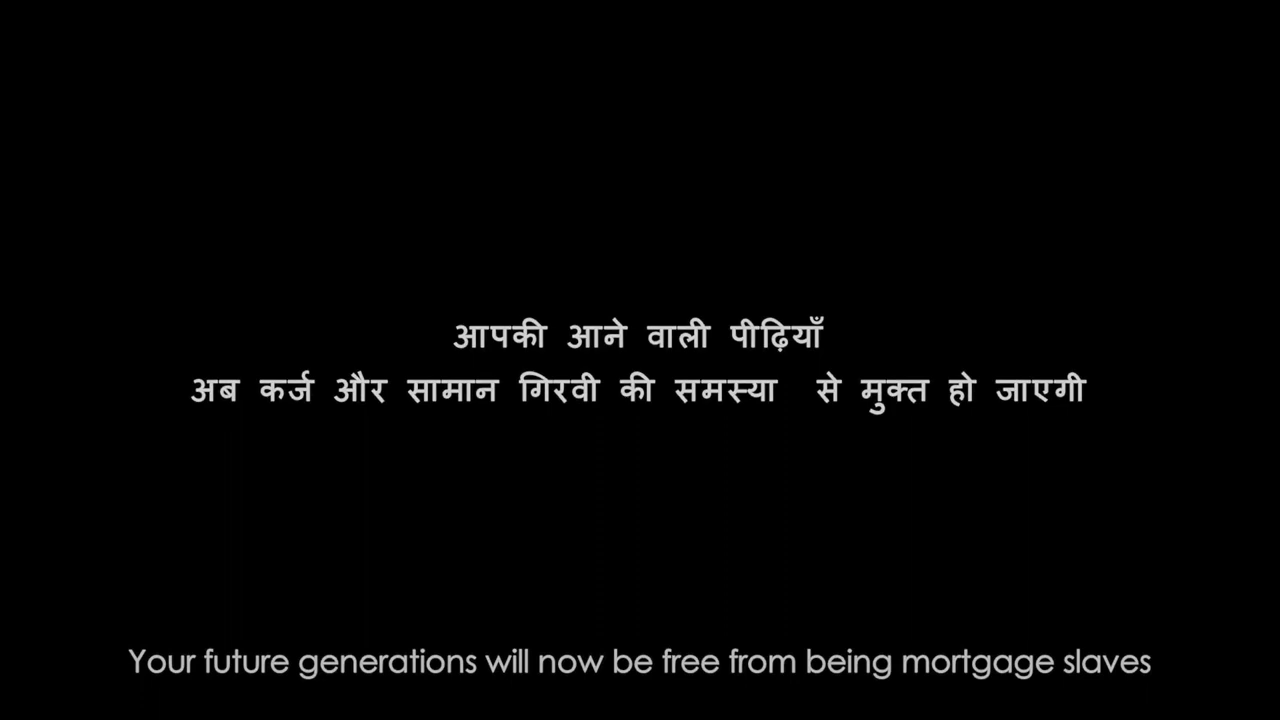 आपकी आने वाली पीढ़ियाँ
अब कर्ज और सामान गिरवी की समस्या से मुक्त हो जाएगी
Your future generations will now be free from being mortgage slaves